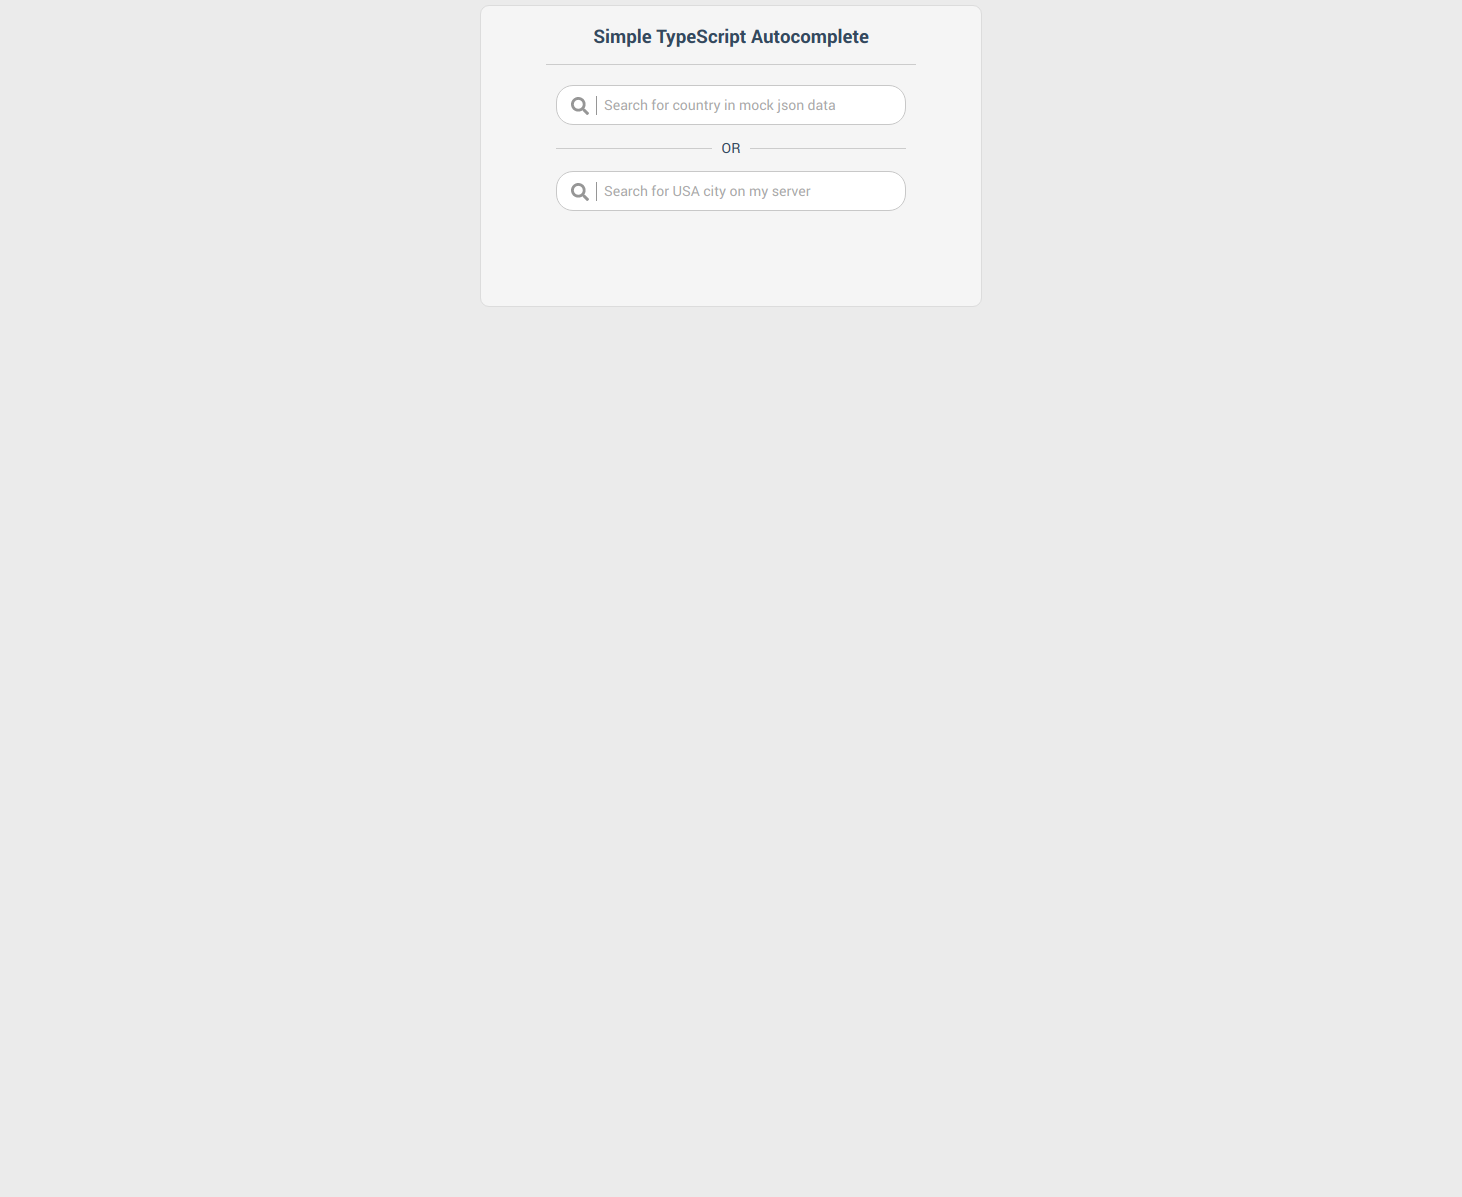 Simple TypeScript Autocomplete
Search for country in mock json data
OR
Search for USA city on my server